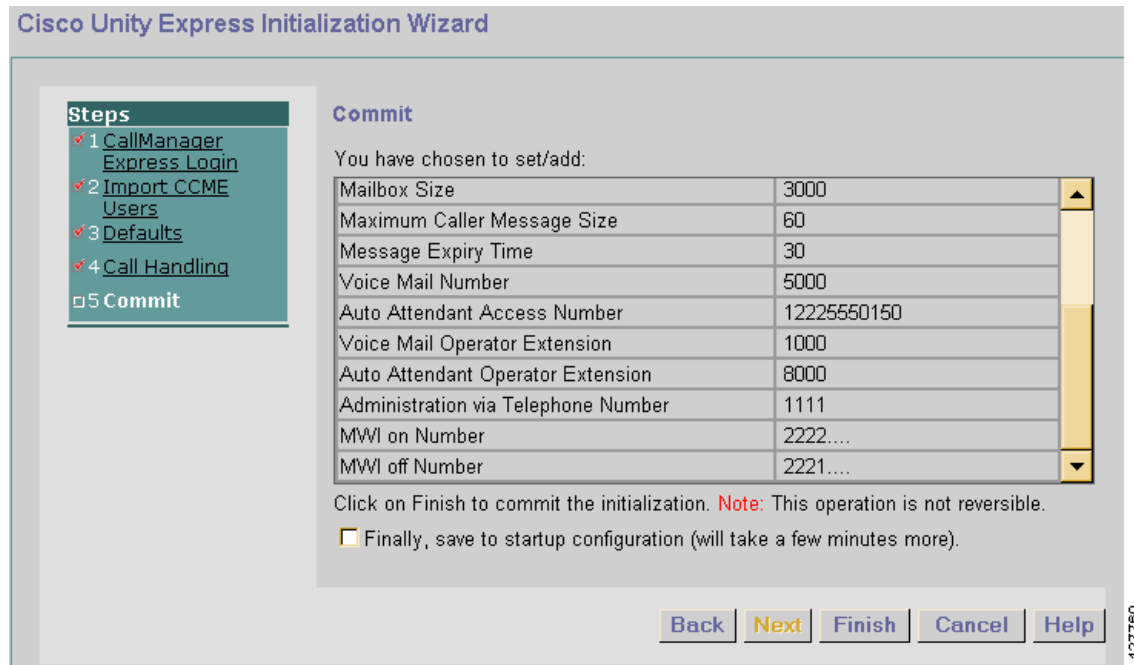 Cisco Unity Express Initialization Wizard
Steps
1 CallManager
Express Login
2 Import CCME
Users
3 Defaults
4 Call Handling
5 Commit
Commit
You have chosen to set/add:
Mailbox Size 3000
Maximum Caller Message Size 60
Message Expiry Time 30
Voice Mail Number 5000
Auto Attendant Access Number 12225550150
Voice Mail Operator Extension 1000
Auto Attendant Operator Extension 8000
Administration via Telephone Number 1111
MWI on Number 2222....
MWI off Number 2221....
Click on Finish to commit the initialization. Note: This operation is not reversible.
Finally, save to startup configuration (will take a few minutes more).
Back Next Finish Cancel Help